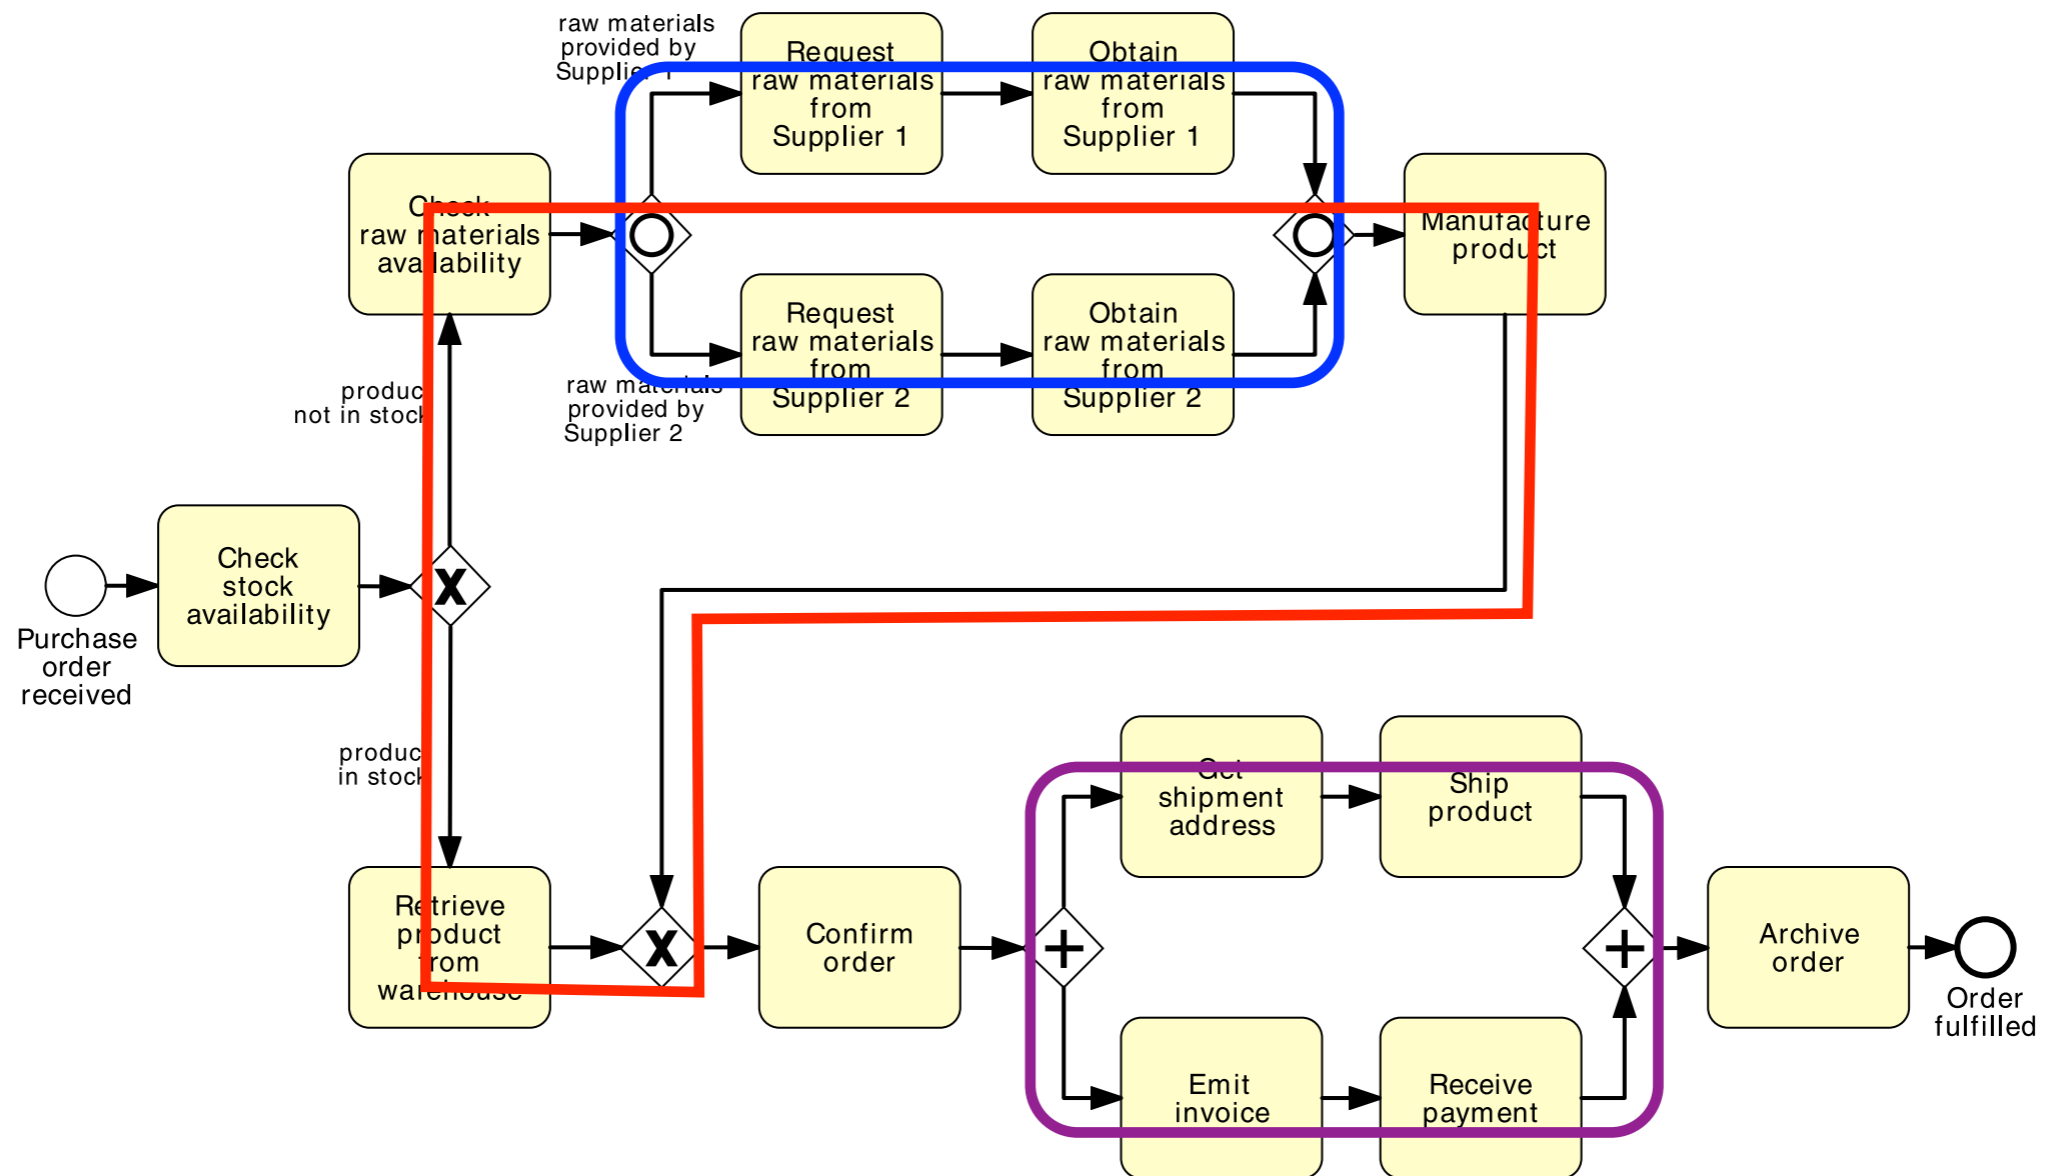 raw materials
provided by
Supplier 1
Request
raw materials
from
Supplier 1
Obtain
raw materials
from
Supplier 1
Check
raw materials
availability
Manufacture
product
Request
raw materials
from
Supplier 2
Obtain
raw materials
from
Supplier 2
raw materials
provided by
Supplier 2
product
not in stock
Check
stock
availability
X
Purchase
order
received
product
in stock
Get
shipment
address
Ship
product
Retrieve
product
from
warehouse
X
Confirm
order
+
+
Archive
order
Order
fulfilled
Emit
invoice
Receive
payment